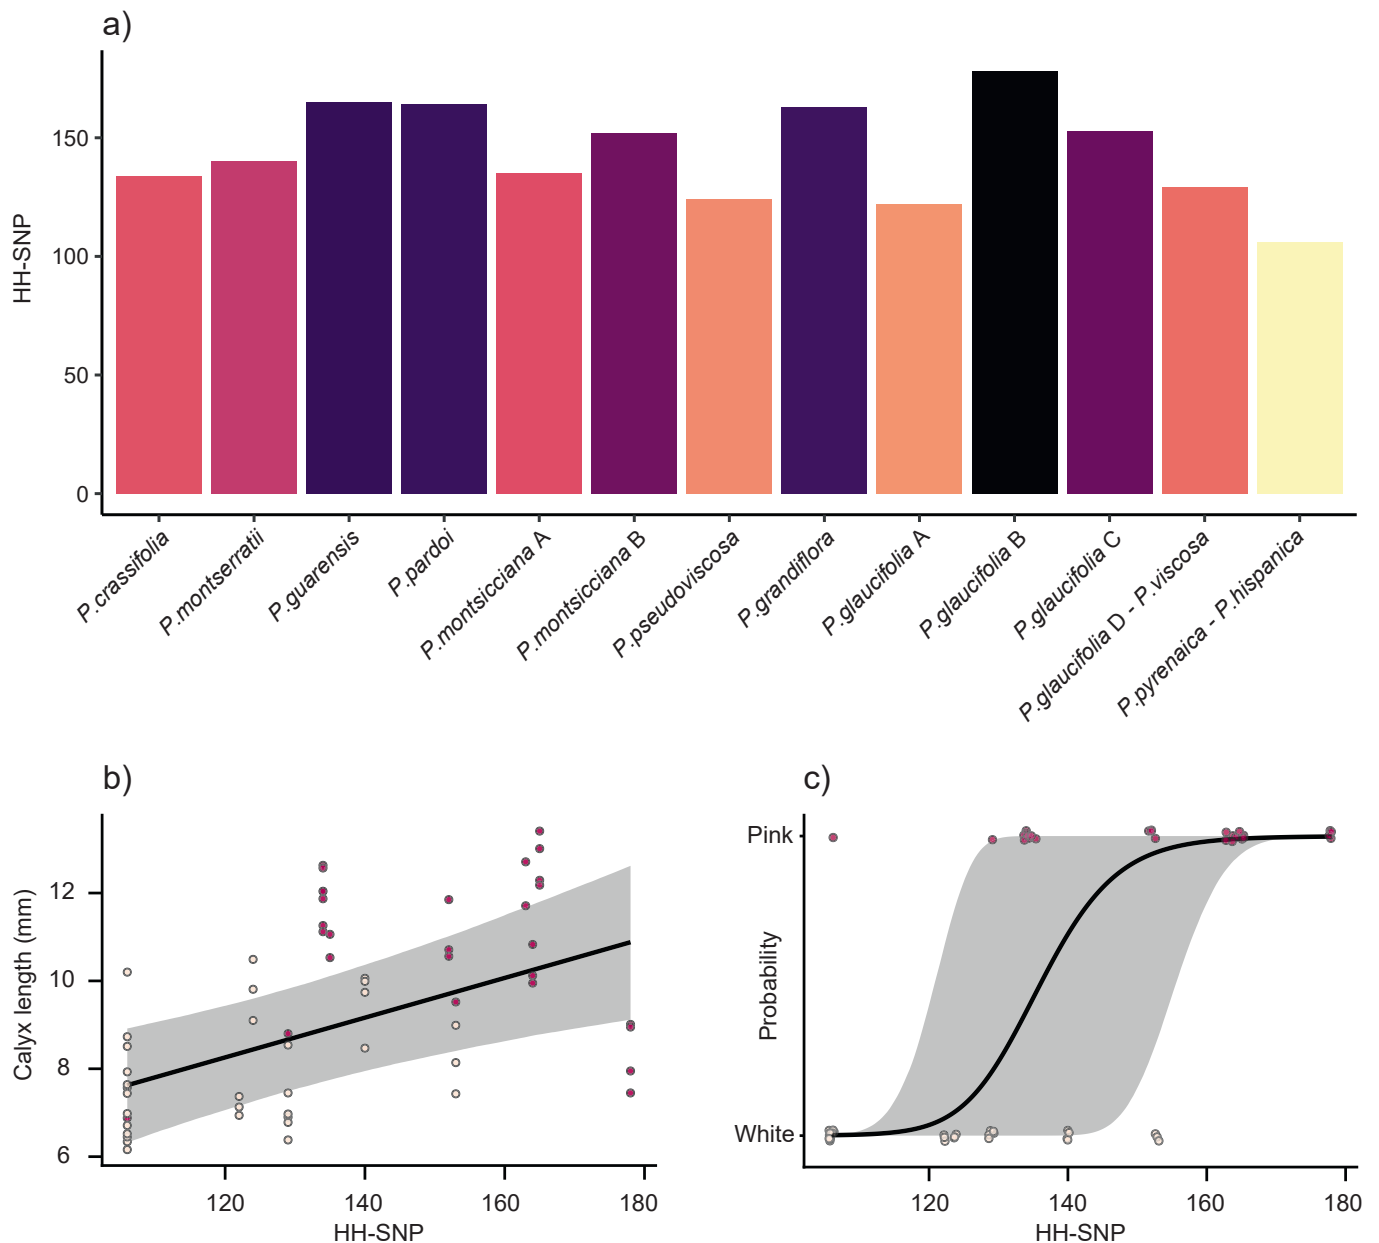 a)
HH-SNP
150
100
50
0
P.crassifolia
P.montserratii
P.guarensis
P.pardoi
P.montsicciana A
P.montsicciana B
P.pseudoviscosa
P.grandiflora
P.glaucifolia A
P.glaucifolia B
P.glaucifolia C
P.glaucifolia D - P.viscosa
P.pyrenaica - P.hispanica
b)
Calyx length (mm)
12
10
8
6
120
140
160
180
HH-SNP
c)
Pink
Probability
White
120
140
160
180
HH-SNP